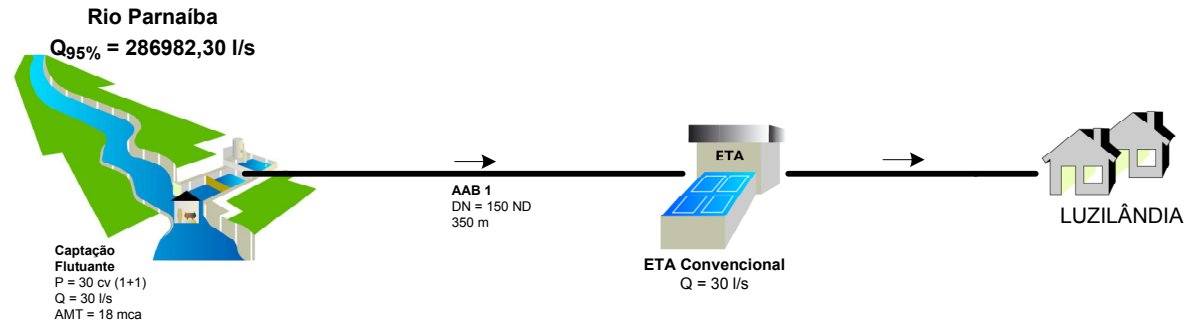 Rio Parnaíba
Q95% = 286982,30 l/s
ETA
AAB 1
DN = 150 ND
350 m
LUZILÂNDIA
Captação
Flutuante
P = 30 cv (1+1)
Q = 30 l/s
AMT = 18 mca
ETA Convencional
Q = 30 l/s